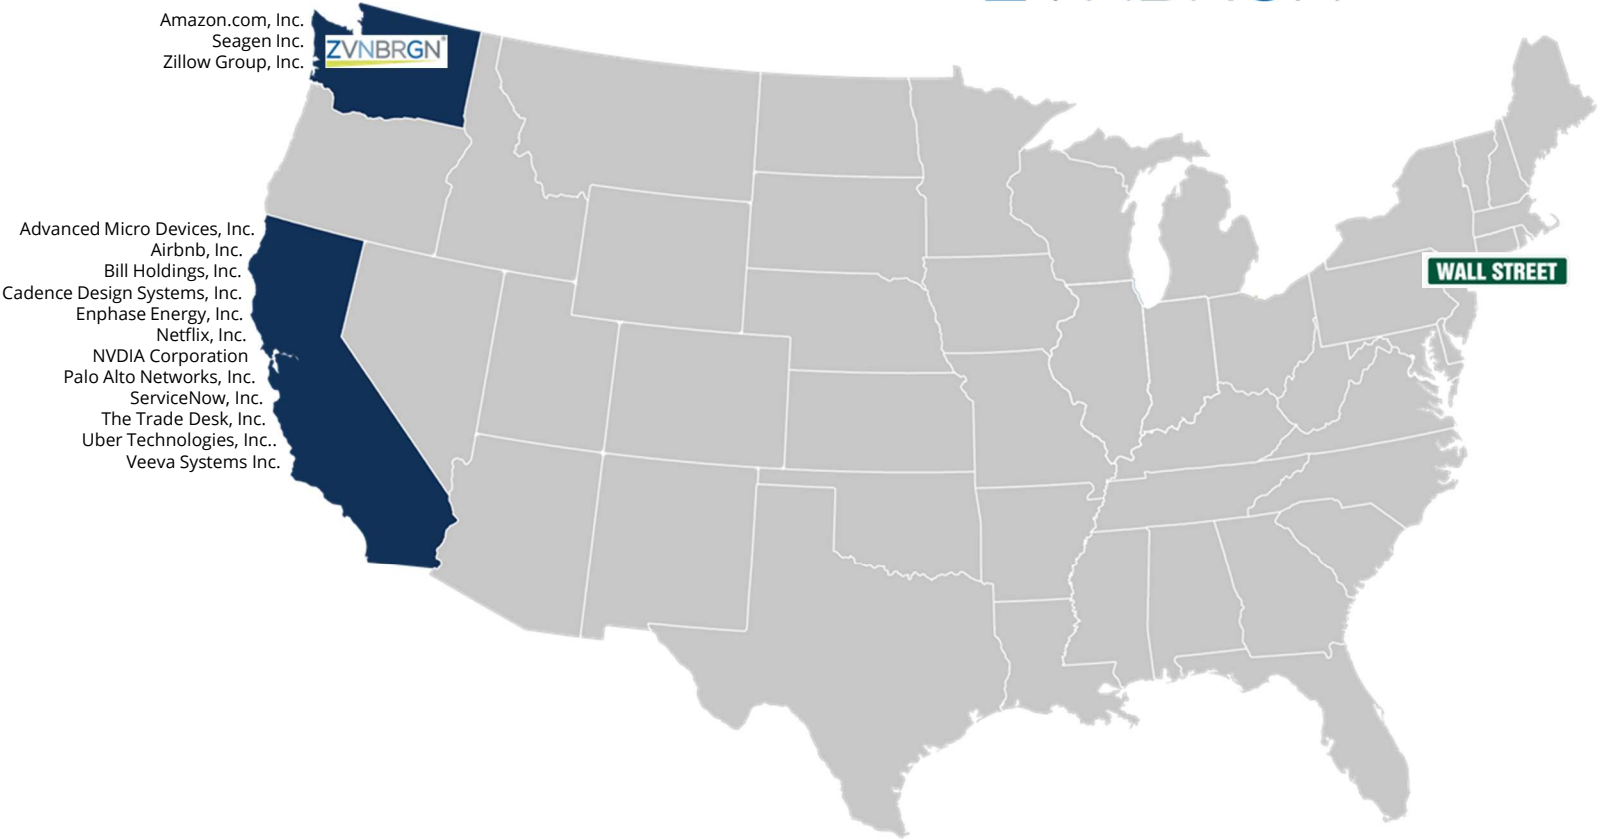 Amazon.com, Inc.
Seagen Inc.
Zillow Group, Inc.
ZVNBRGN®
Advanced Micro Devices, Inc.
Airbnb, Inc.
Bill Holdings, Inc.
Cadence Design Systems, Inc.
Enphase Energy, Inc.
Netflix, Inc.
NVDIA Corporation
Palo Alto Networks, Inc.
ServiceNow, Inc.
The Trade Desk, Inc.
Uber Technologies, Inc..
Veeva Systems Inc.
WALL STREET